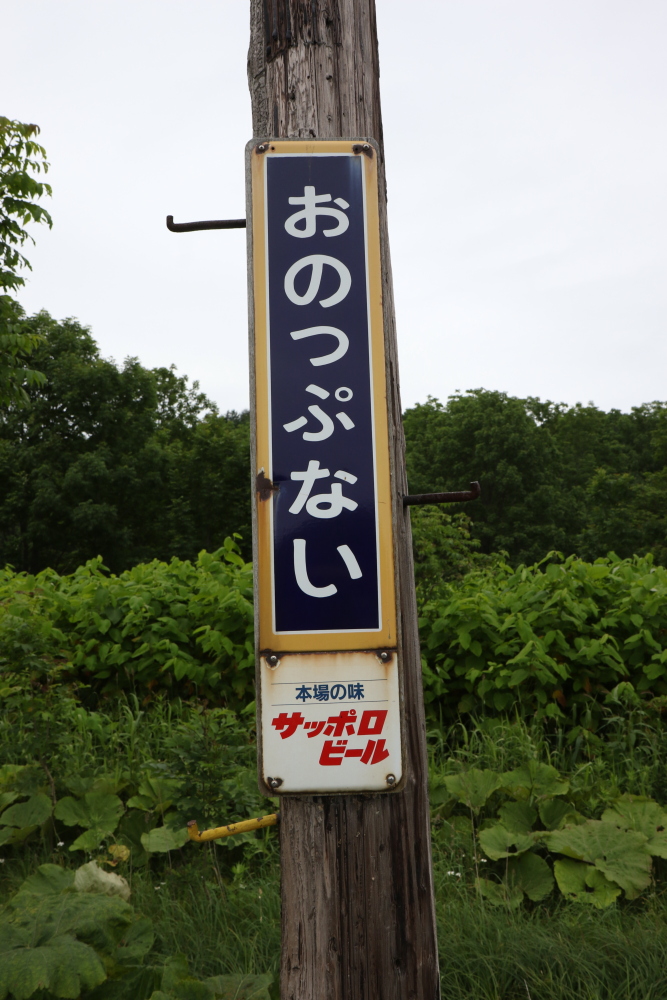 おのっぷない
本場の味
サッポロ
ビール